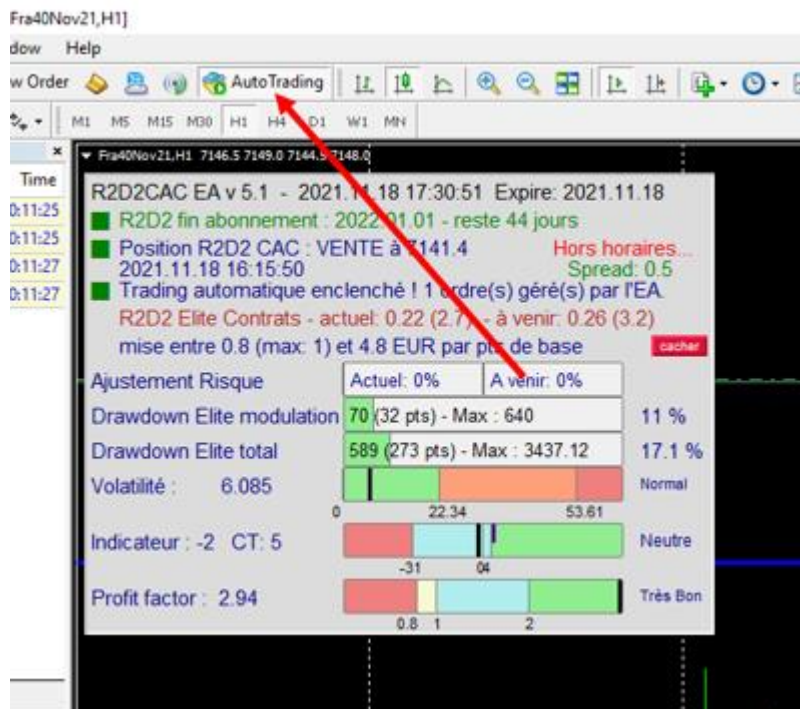 Fra40Nov21,H1]
dow Help
w Order AutoTrading
M1 M5 M15 M30 H1 H4 D1 W1 MN
Fra40Nov21,H1 7146.5 7149.0 7144.5 7148.0
Time
0:11:25
0:11:25
0:11:27
0:11:27
R2D2CAC EA v 5.1 - 2021.11.18 17:30:51 Expire: 2021.11.18
R2D2 fin abonnement : 2022.01.01 - reste 44 jours
Position R2D2 CAC : VENTE à 7141.4 Hors horaires...
2021.11.18 16:15:50 Spread: 0.5
Trading automatique enclenché ! 1 ordre(s) géré(s) par l'EA.
R2D2 Elite Contrats - actuel: 0.22 (2.7) - à venir: 0.26 (3.2)
mise entre 0.8 (max: 1) et 4.8 EUR par pts de base cacher
Ajustement Risque Actuel: 0% A venir: 0%
Drawdown Elite modulation 70 (32 pts) - Max : 640 11 %
Drawdown Elite total 589 (273 pts) - Max : 3437.12 17.1 %
Volatilité : 6.085 Normal
0 22.34 53.61
Indicateur : -2 CT: 5 Neutre
-31 04
Profit factor : 2.94 Très Bon
0.8 1 2